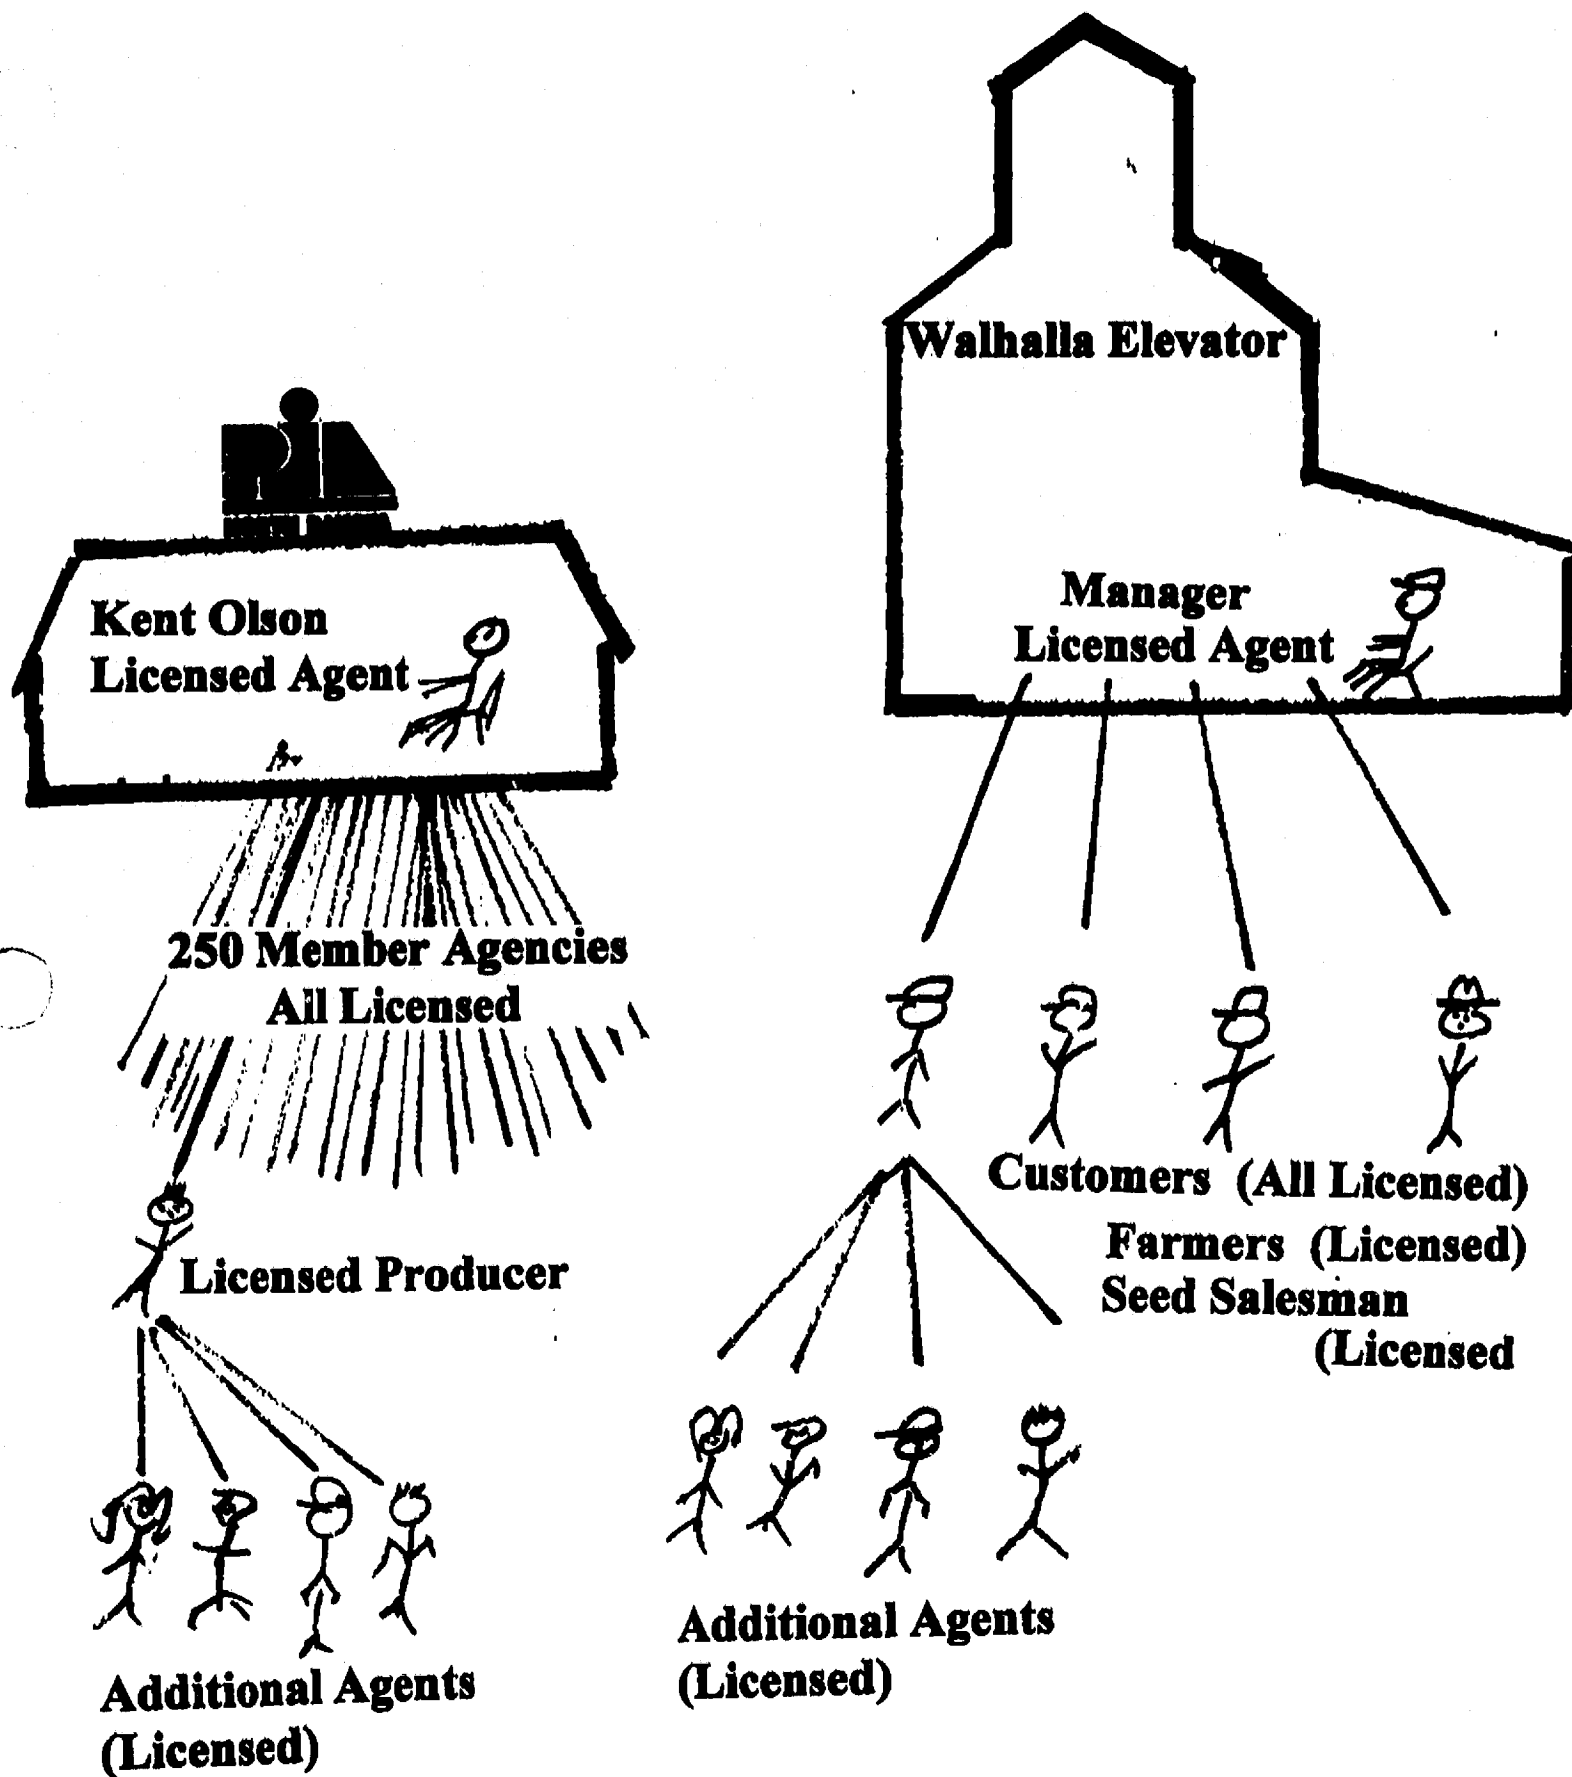 Walhalla Elevator
PIA
Kent Olson
Licensed Agent
Manager
Licensed Agent
250 Member Agencies
All Licensed
Customers (All Licensed)
Farmers (Licensed)
Seed Salesman
(Licensed
Licensed Producer
Additional Agents
(Licensed)
Additional Agents
(Licensed)